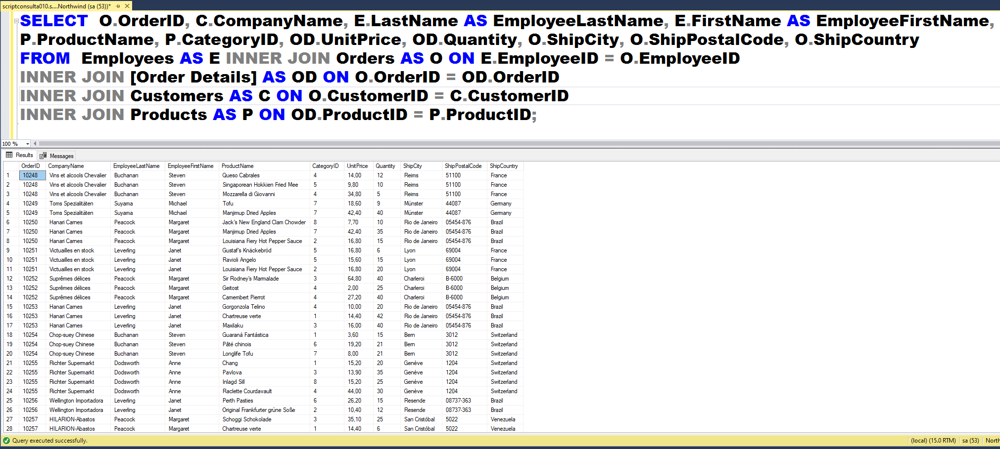 scriptconsulta010.s....Northwind (sa (53))*
SELECT O.OrderID, C.CompanyName, E.LastName AS EmployeeLastName, E.FirstName AS EmployeeFirstName,
P.ProductName, P.CategoryID, OD.UnitPrice, OD.Quantity, O.ShipCity, O.ShipPostalCode, O.ShipCountry
FROM Employees AS E INNER JOIN Orders AS O ON E.EmployeeID = O.EmployeeID
INNER JOIN [Order Details] AS OD ON O.OrderID = OD.OrderID
INNER JOIN Customers AS C ON O.CustomerID = C.CustomerID
INNER JOIN Products AS P ON OD.ProductID = P.ProductID;
100 %
Results Messages
OrderID CompanyName EmployeeLastName EmployeeFirstName ProductName CategoryID UnitPrice Quantity ShipCity ShipPostalCode ShipCountry
1 10248 Vins et alcools Chevalier Buchanan Steven Queso Cabrales 4 14,00 12 Reims 51100 France
2 10248 Vins et alcools Chevalier Buchanan Steven Singaporean Hokkien Fried Mee 5 9,80 10 Reims 51100 France
3 10248 Vins et alcools Chevalier Buchanan Steven Mozzarella di Giovanni 4 34,80 5 Reims 51100 France
4 10249 Toms Spezialitäten Suyama Michael Tofu 7 18,60 9 Münster 44087 Germany
5 10249 Toms Spezialitäten Suyama Michael Manjimup Dried Apples 7 42,40 40 Münster 44087 Germany
6 10250 Hanari Carnes Peacock Margaret Jack's New England Clam Chowder 8 7,70 10 Rio de Janeiro 05454-876 Brazil
7 10250 Hanari Carnes Peacock Margaret Manjimup Dried Apples 7 42,40 35 Rio de Janeiro 05454-876 Brazil
8 10250 Hanari Carnes Peacock Margaret Louisiana Fiery Hot Pepper Sauce 2 16,80 15 Rio de Janeiro 05454-876 Brazil
9 10251 Victuailles en stock Leverling Janet Gustaf's Knäckebröd 5 16,80 6 Lyon 69004 France
10 10251 Victuailles en stock Leverling Janet Ravioli Angelo 5 15,60 15 Lyon 69004 France
11 10251 Victuailles en stock Leverling Janet Louisiana Fiery Hot Pepper Sauce 2 16,80 20 Lyon 69004 France
12 10252 Suprêmes délices Peacock Margaret Sir Rodney's Marmalade 3 64,80 40 Charleroi B-6000 Belgium
13 10252 Suprêmes délices Peacock Margaret Geitost 4 2,00 25 Charleroi B-6000 Belgium
14 10252 Suprêmes délices Peacock Margaret Camembert Pierrot 4 27,20 40 Charleroi B-6000 Belgium
15 10253 Hanari Carnes Leverling Janet Gorgonzola Telino 4 10,00 20 Rio de Janeiro 05454-876 Brazil
16 10253 Hanari Carnes Leverling Janet Chartreuse verte 1 14,40 42 Rio de Janeiro 05454-876 Brazil
17 10253 Hanari Carnes Leverling Janet Maxilaku 3 16,00 40 Rio de Janeiro 05454-876 Brazil
18 10254 Chop-suey Chinese Buchanan Steven Guaraná Fantástica 1 3,60 15 Bern 3012 Switzerland
19 10254 Chop-suey Chinese Buchanan Steven Pâté chinois 6 19,20 21 Bern 3012 Switzerland
20 10254 Chop-suey Chinese Buchanan Steven Longlife Tofu 7 8,00 21 Bern 3012 Switzerland
21 10255 Richter Supermarkt Dodsworth Anne Chang 1 15,20 20 Genève 1204 Switzerland
22 10255 Richter Supermarkt Dodsworth Anne Pavlova 3 13,90 35 Genève 1204 Switzerland
23 10255 Richter Supermarkt Dodsworth Anne Inlagd Sill 8 15,20 25 Genève 1204 Switzerland
24 10255 Richter Supermarkt Dodsworth Anne Raclette Courdavault 4 44,00 30 Genève 1204 Switzerland
25 10256 Wellington Importadora Leverling Janet Perth Pasties 6 26,20 15 Resende 08737-363 Brazil
26 10256 Wellington Importadora Leverling Janet Original Frankfurter grüne Soße 2 10,40 12 Resende 08737-363 Brazil
27 10257 HILARION-Abastos Peacock Margaret Schoggi Schokolade 3 35,10 25 San Cristóbal 5022 Venezuela
28 10257 HILARION-Abastos Peacock Margaret Chartreuse verte 1 14,40 6 San Cristóbal 5022 Venezuela
Query executed successfully. (local) (15.0 RTM) sa (53) North